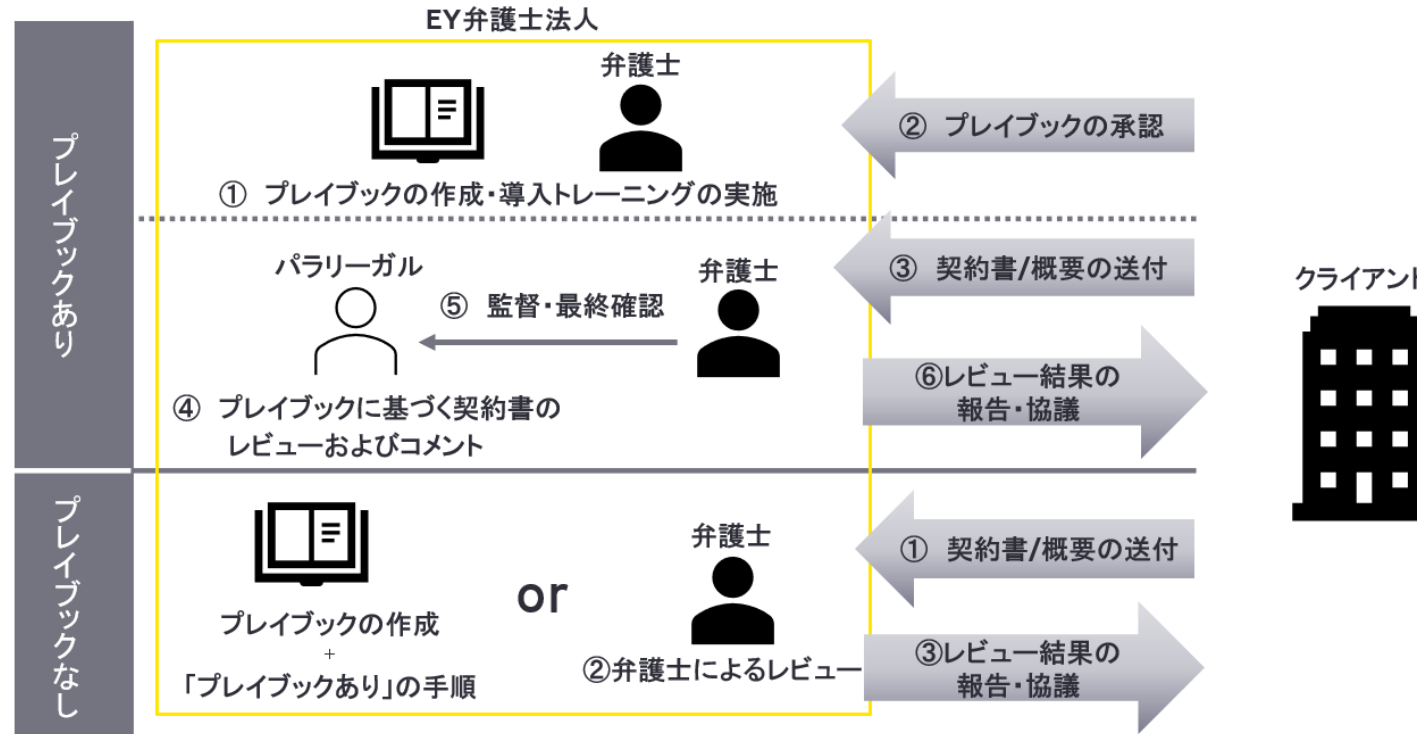 EY弁護士法人
プレイブックあり
弁護士
② プレイブックの承認
① プレイブックの作成・導入トレーニングの実施
パラリーガル
弁護士
③ 契約書/概要の送付
⑤ 監督・最終確認
クライアント
⑥レビュー結果の
報告・協議
④ プレイブックに基づく契約書の
レビューおよびコメント
プレイブックなし
弁護士
① 契約書/概要の送付
or
プレイブックの作成
+
「プレイブックあり」の手順
②弁護士によるレビュー
③レビュー結果の
報告・協議